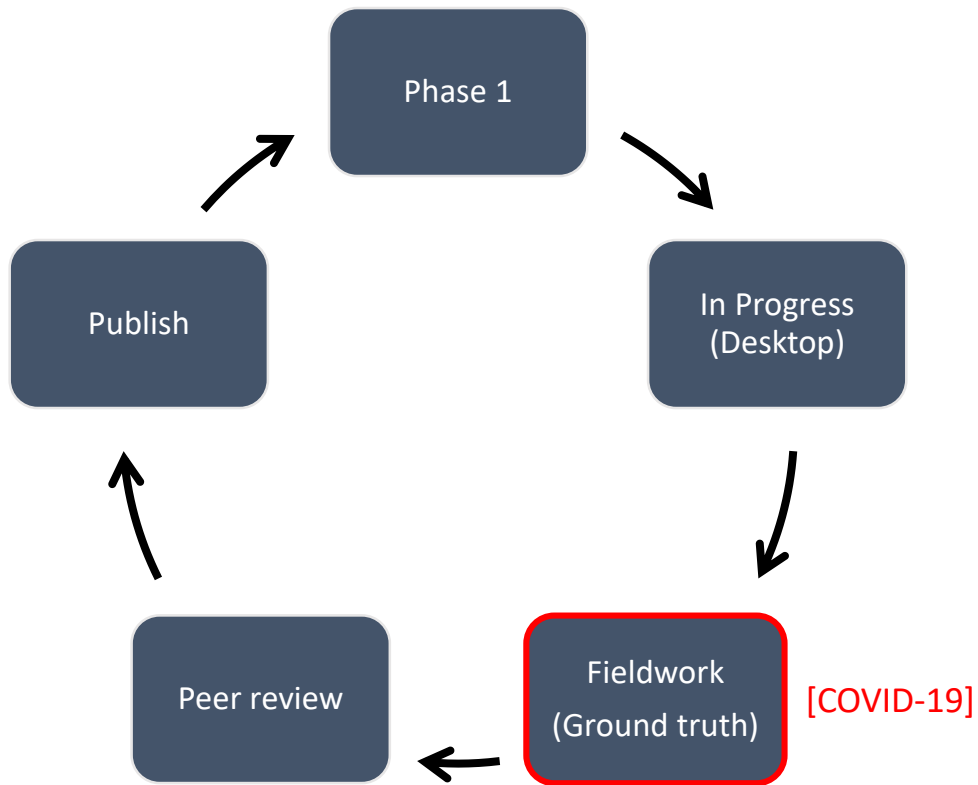 Phase 1
In Progress
(Desktop)
Fieldwork
(Ground truth)
[COVID-19]
Peer review
Publish